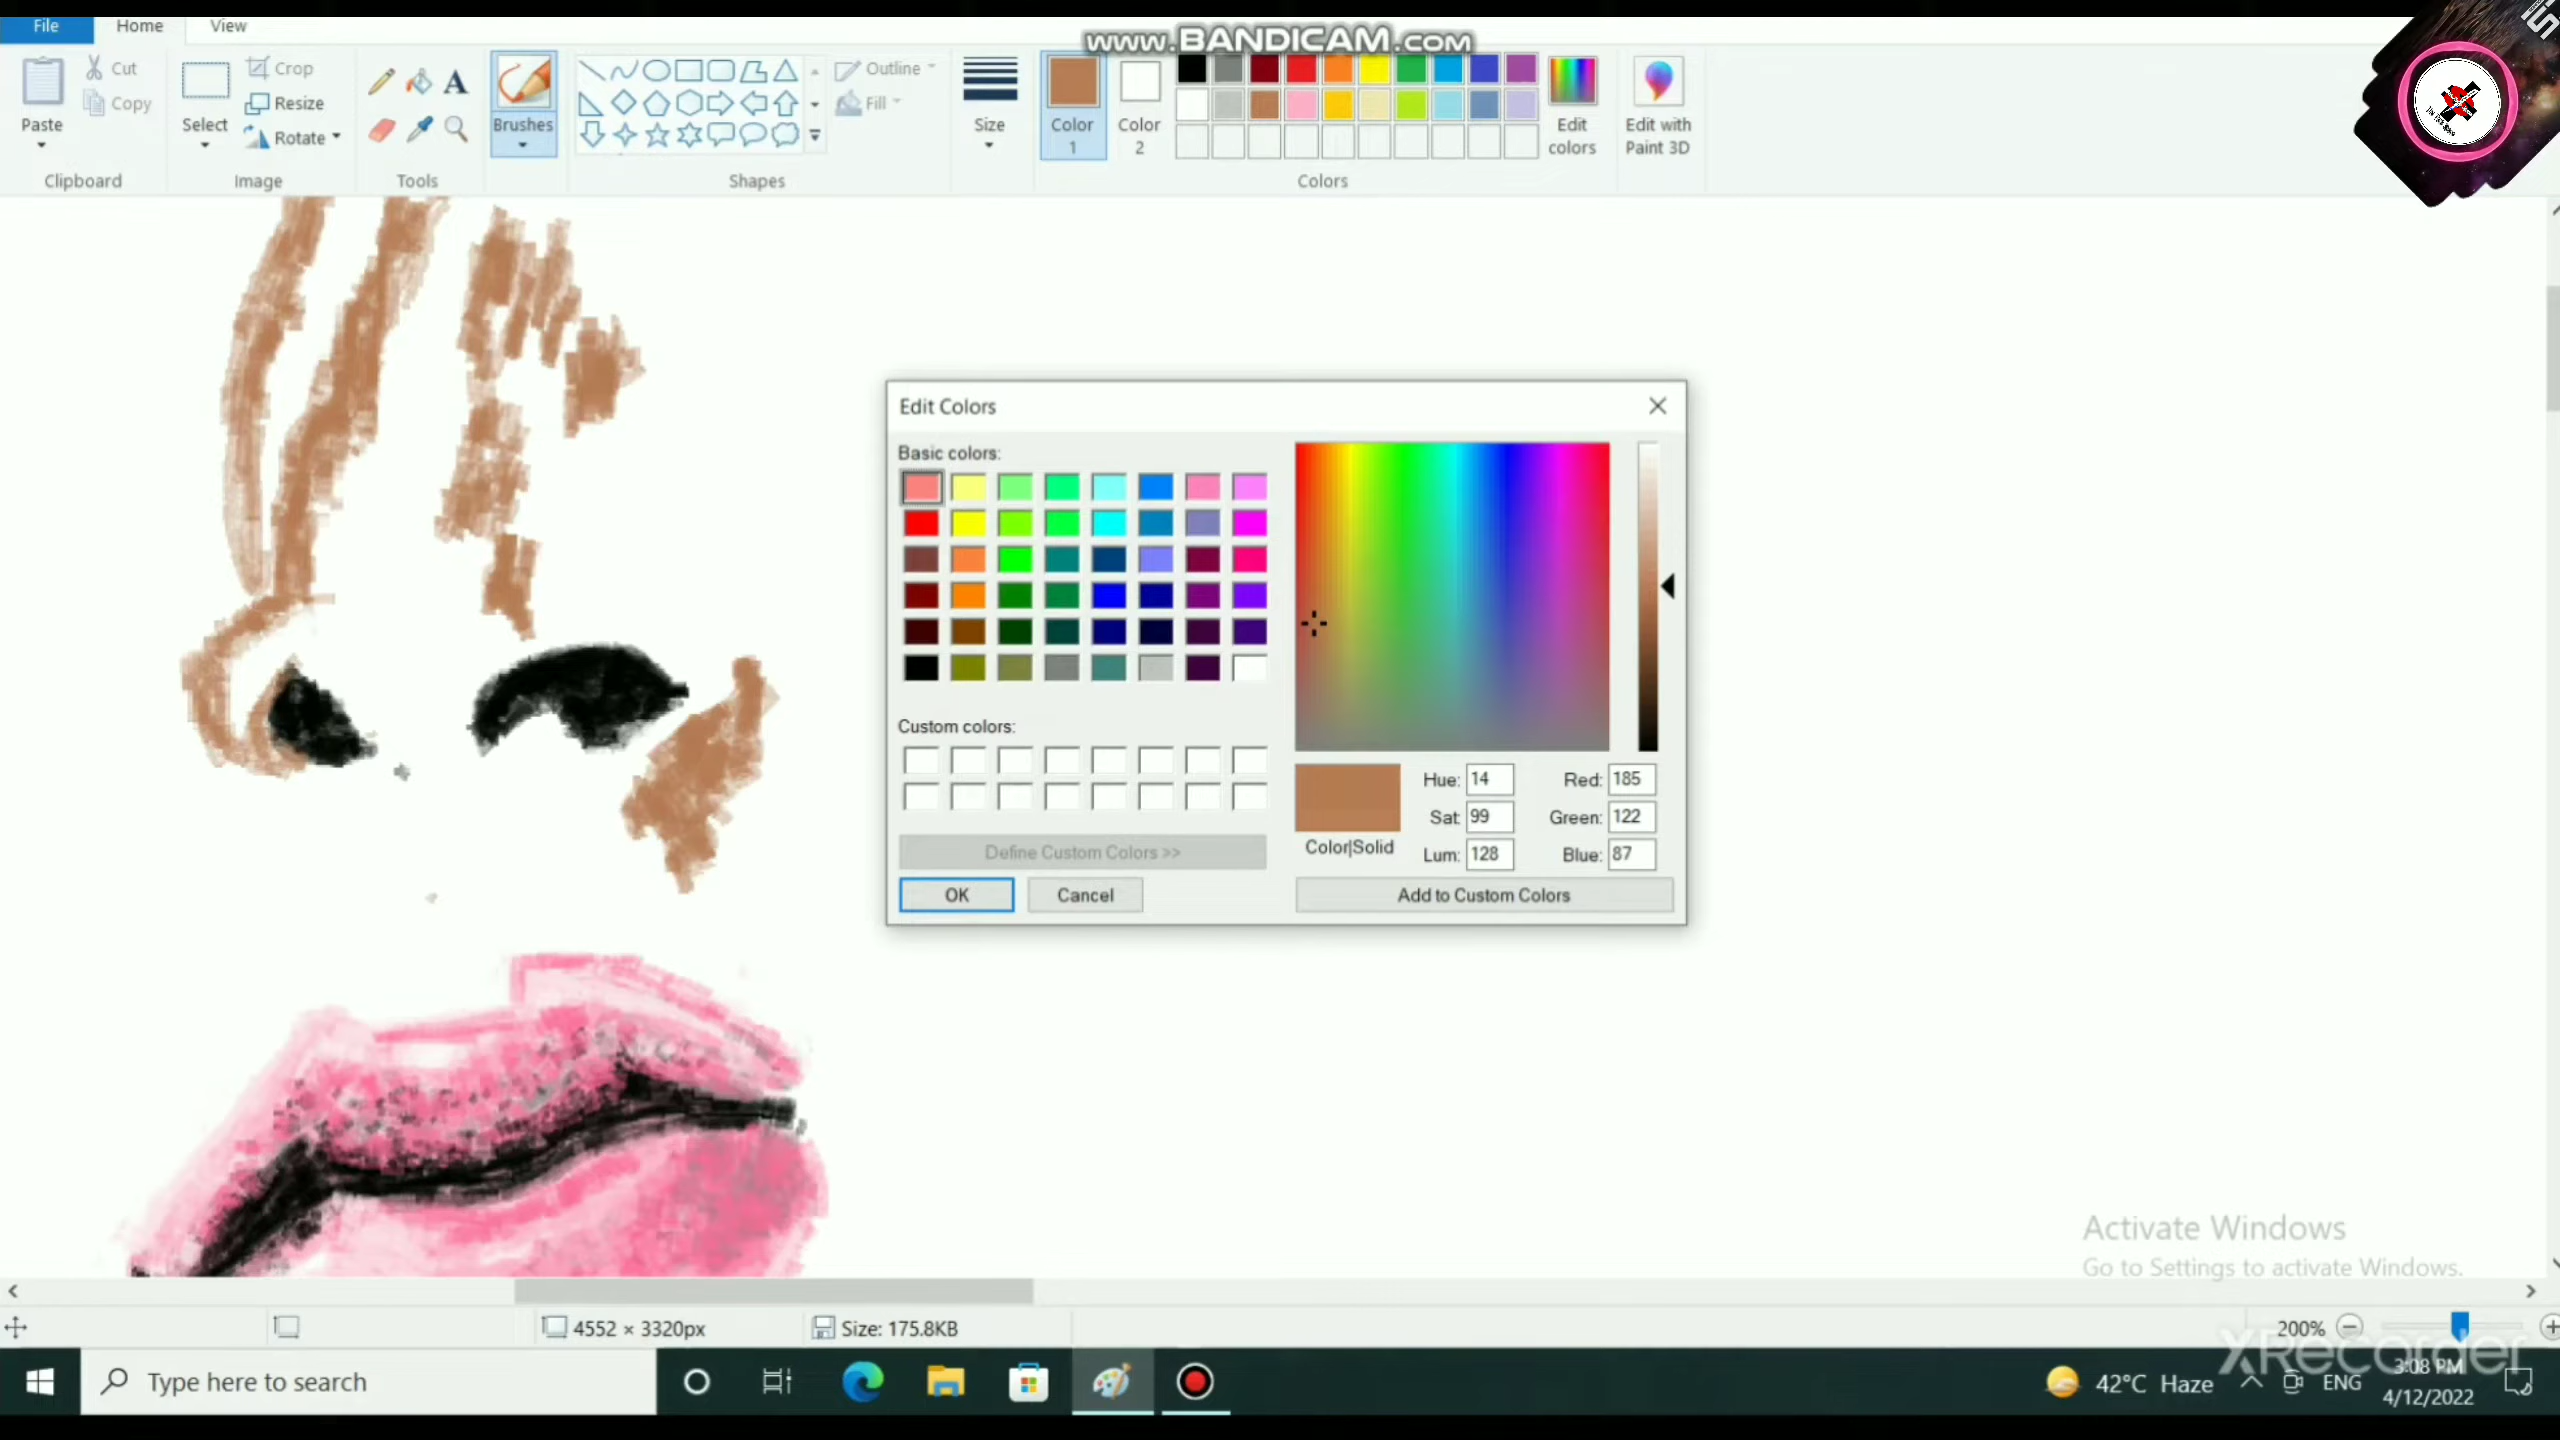 www.BANDICAM.com
File Home View
Paste
Cut
Copy
Clipboard
Select
Crop
Resize
Rotate
Image
A
Tools
Brushes
Shapes
Outline
Fill
Size
Color
1
Color
2
Edit
colors
Colors
Edit with
Paint 3D
Edit Colors
Basic colors:
Custom colors:
Define Custom Colors >>
OK
Cancel
Color|Solid
Hue: 14
Sat: 99
Lum: 128
Red: 185
Green: 122
Blue: 87
Add to Custom Colors
Activate Windows
Go to Settings to activate Windows.
4552 × 3320px
Size: 175.8KB
200%
XRecorder
Type here to search
42°C Haze
ENG
3:08 PM
4/12/2022